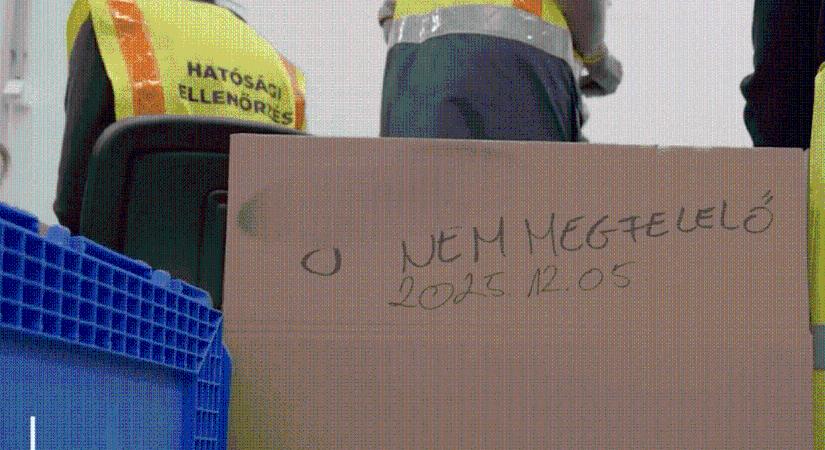 HATÓSÁGI
ELLENŐRZÉS
NEM MEGFELELŐ
2025.12.05